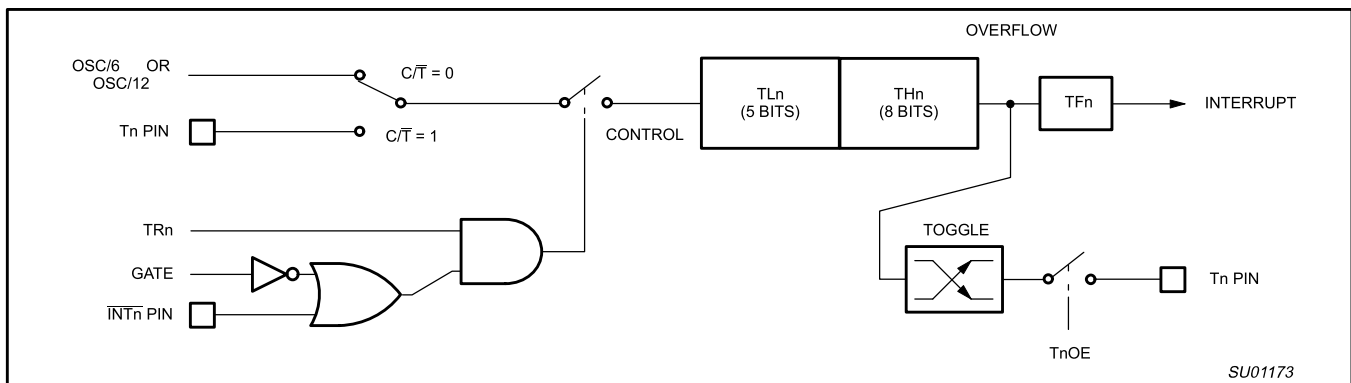 OVERFLOW
OSC/6 OR
OSC/12
C/T̅ = 0
TLn
(5 BITS)
THn
(8 BITS)
TFn
INTERRUPT
Tn PIN
C/T̅ = 1
CONTROL
TRn
TOGGLE
GATE
Tn PIN
I̅N̅T̅n̅ PIN
TnOE
SU01173